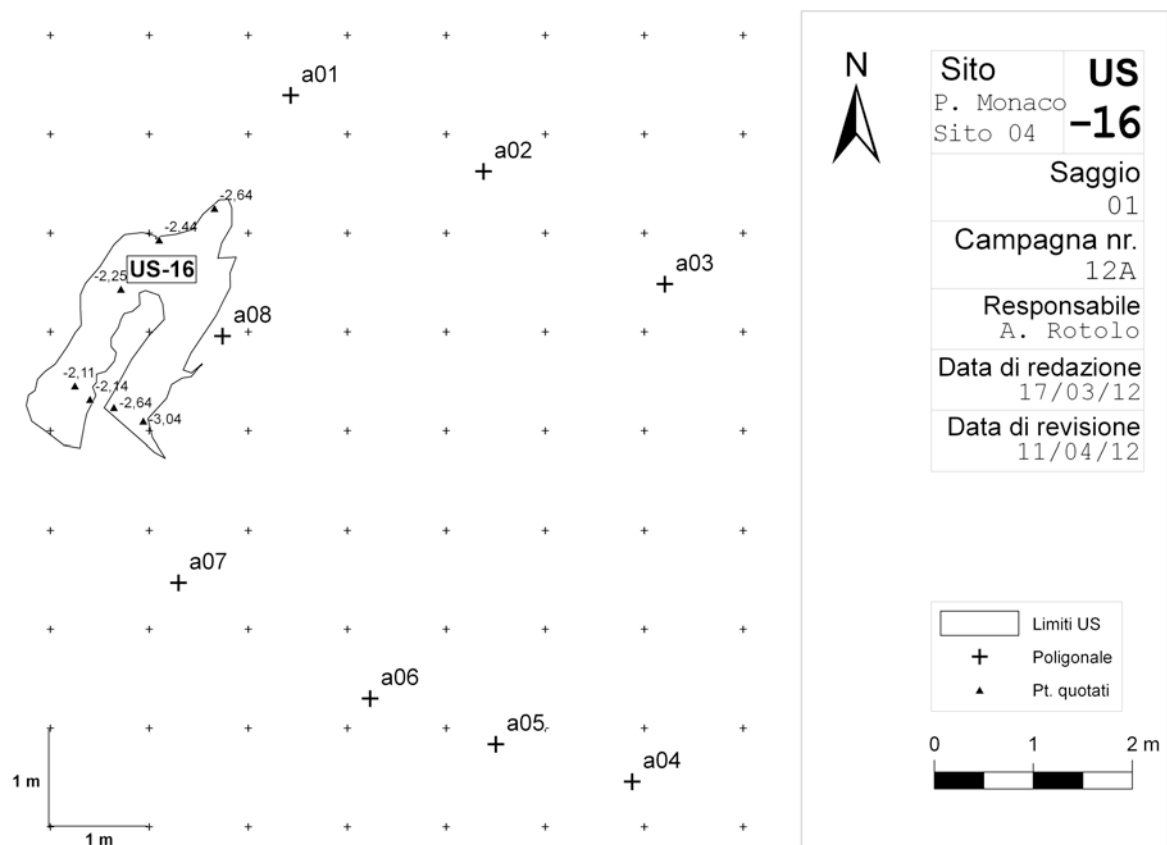 a01
a02
-2,64
-2,44
US-16
-2,25
a03
a08
-2,11
-2,14
-2,64
-3,04
a07
a06
a05
a04
1 m
1 m
N
Sito
P. Monaco
Sito 04
US
-16
Saggio
01
Campagna nr.
12A
Responsabile
A. Rotolo
Data di redazione
17/03/12
Data di revisione
11/04/12
Limiti US
Poligonale
Pt. quotati
0 1 2 m